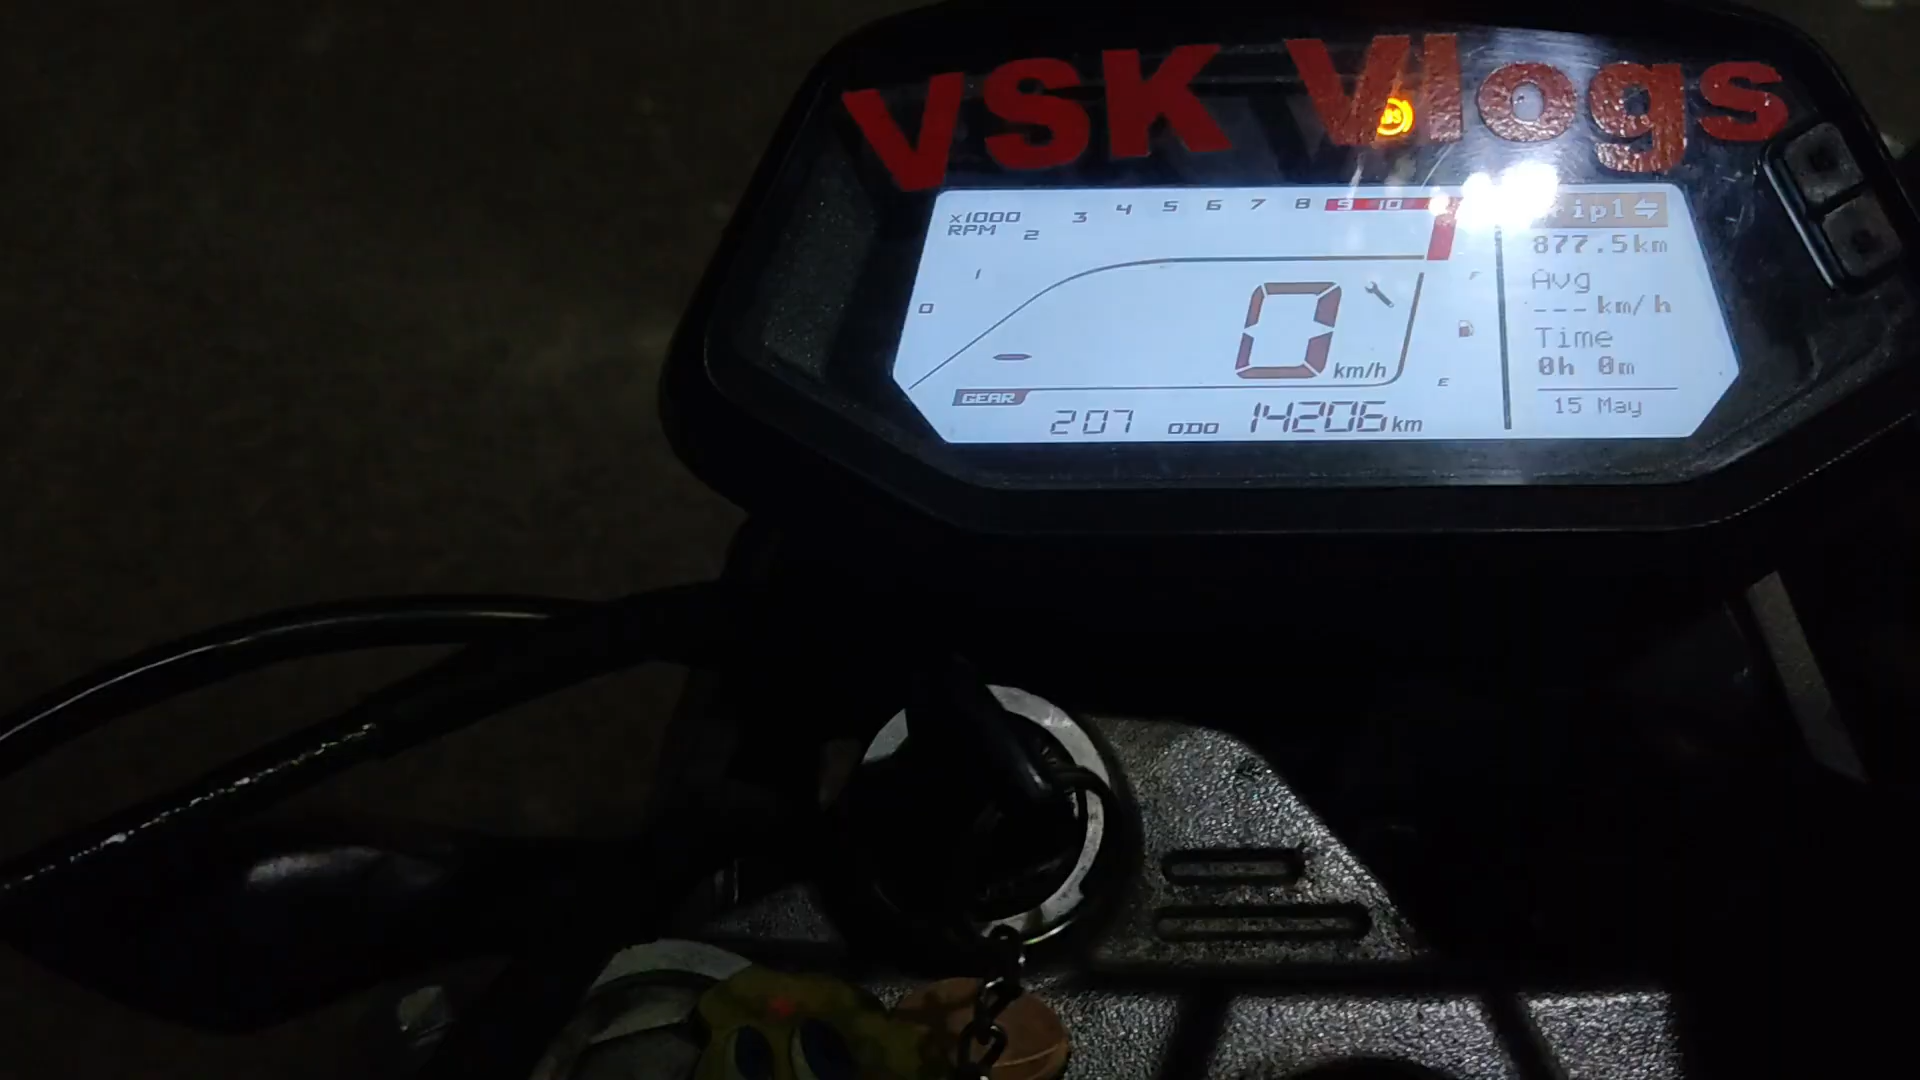 VSK Vlogs
x1000
RPM
0 1 2 3 4 5 6 7 8 9 10
rip1
877.5km
Avg
---km/h
Time
0h 0m
15 May
F
E
0 km/h
GEAR
207 ODO 14206 km